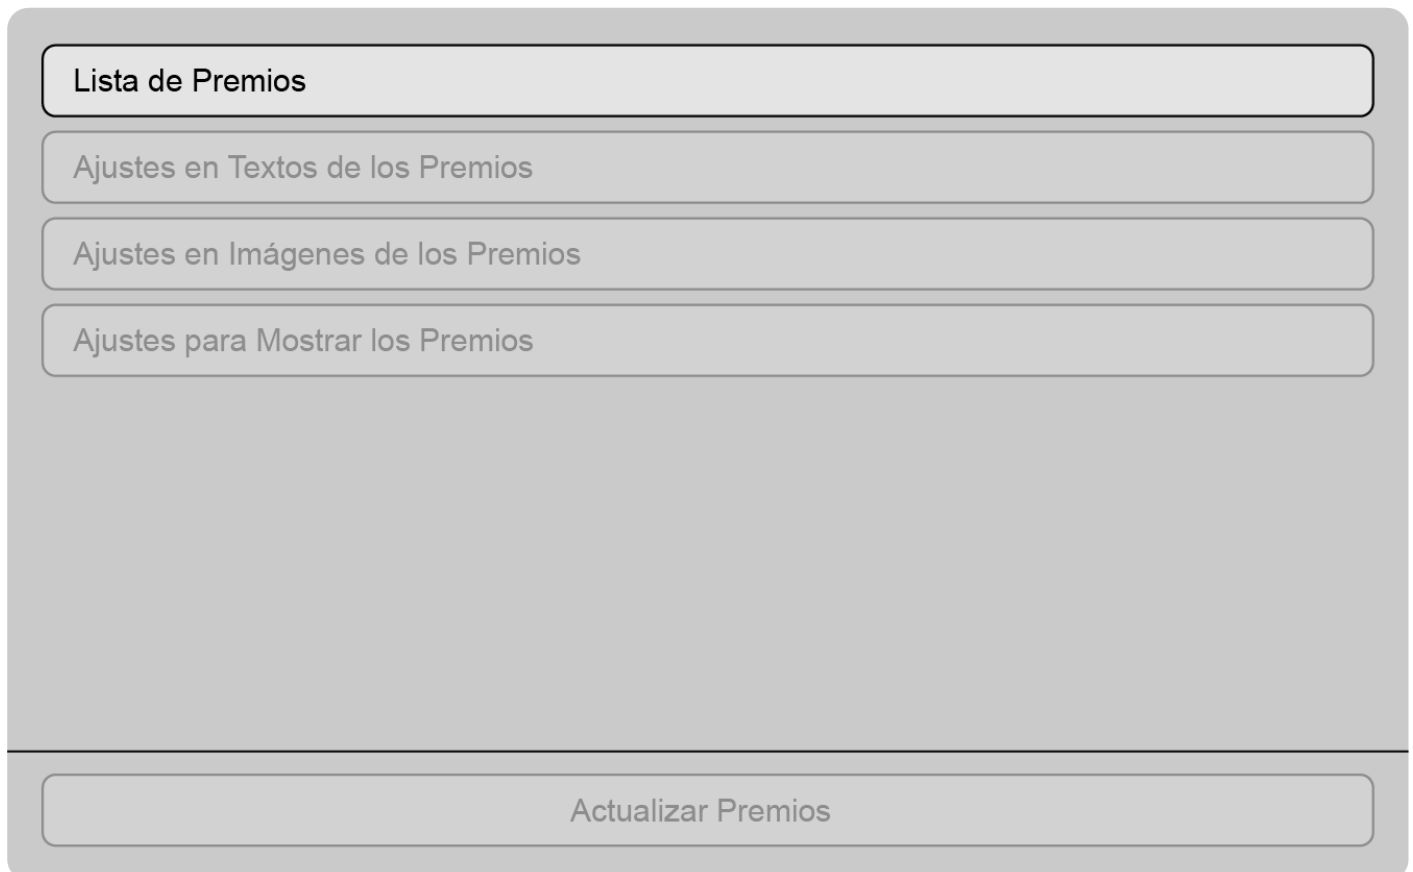 Lista de Premios
Ajustes en Textos de los Premios
Ajustes en Imágenes de los Premios
Ajustes para Mostrar los Premios
Actualizar Premios